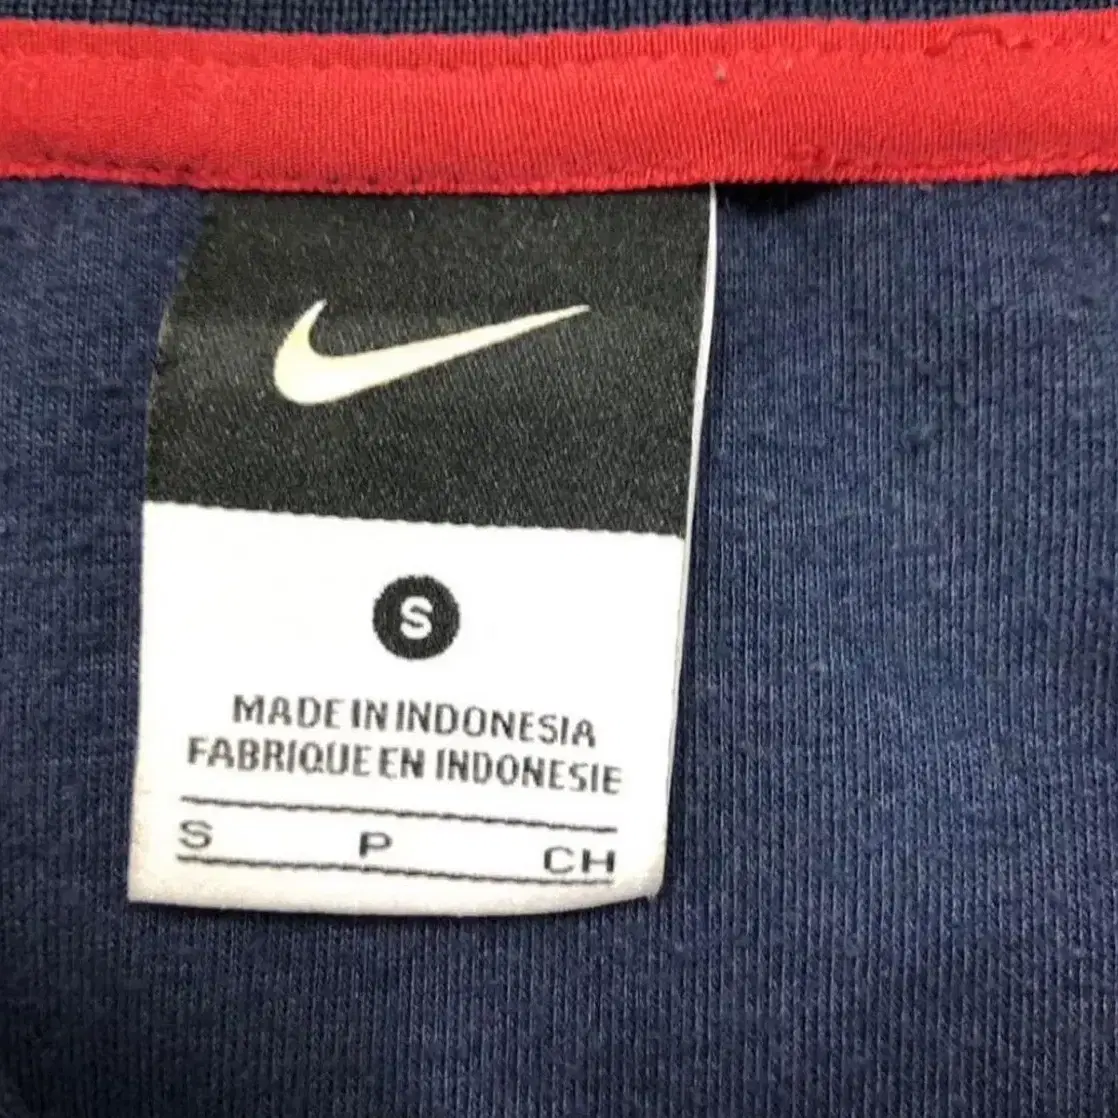 S
MADE IN INDONESIA
FABRIQUE EN INDONESIE
S P CH